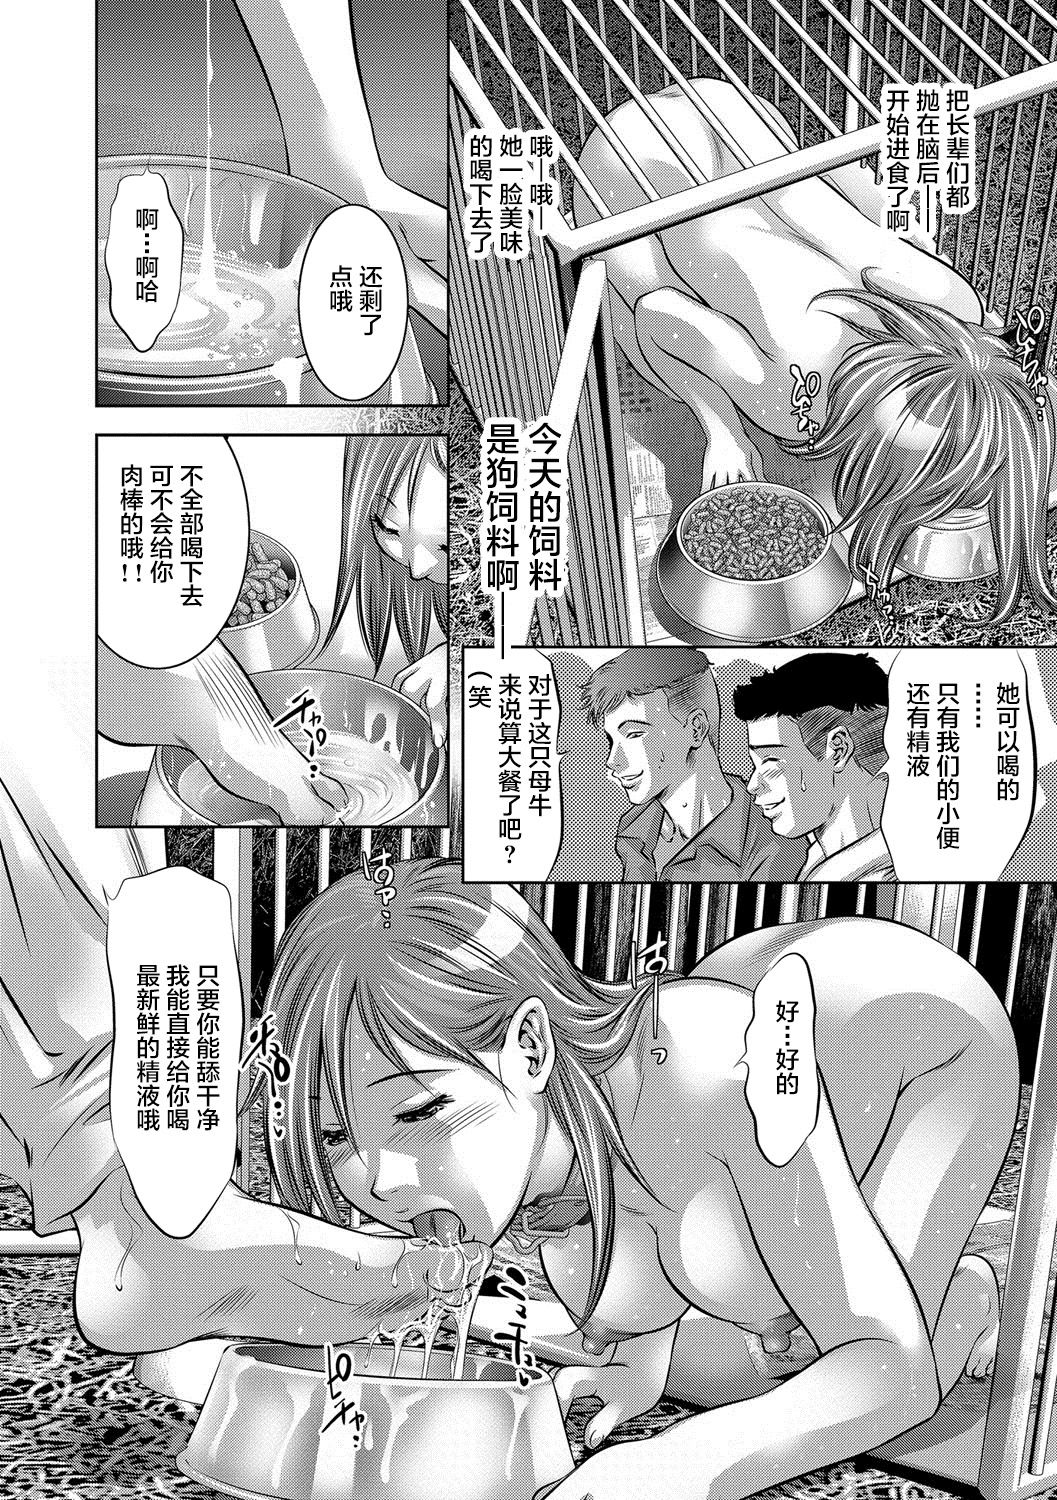 把长辈们都
抛在脑后——
开始进食了啊
哦—哦—
她一脸美味
的喝下去了
今天的饲料
是狗饲料啊——
(笑
她可以喝的
……
只有我们的小便
还有精液
对于这只母牛
来说算大餐了吧?
还剩了
点哦
啊…啊哈
不全部喝下去
可不会给你
肉棒的哦!!
好…好的
只要你能舔干净
我能直接给你喝
最新鲜的精液哦